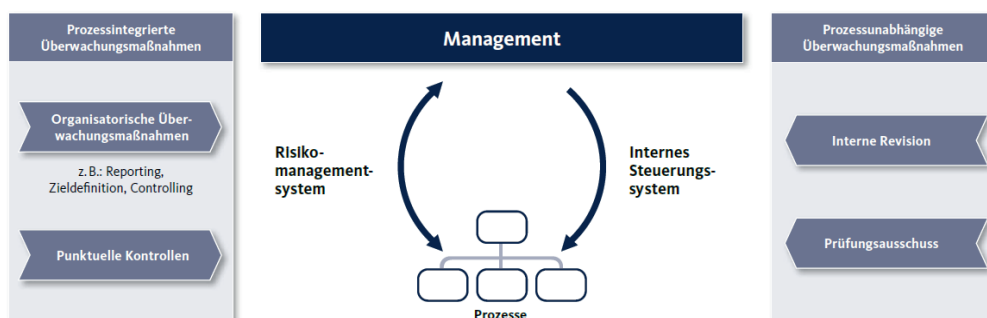 Prozessintegrierte
Überwachungsmaßnahmen
Organisatorische Über-
wachungsmaßnahmen
z. B.: Reporting,
Zieldefinition, Controlling
Punktuelle Kontrollen
Management
Risiko-
management-
system
Internes
Steuerungs-
system
Prozesse
Prozessunabhängige
Überwachungsmaßnahmen
Interne Revision
Prüfungsausschuss